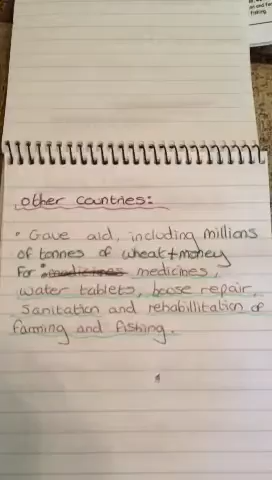 other countries:
• Gave aid, including millions
of tonnes of wheat + money
for medicines,
water tablets, house repair,
sanitation and rehabillitation of
farming and fishing.